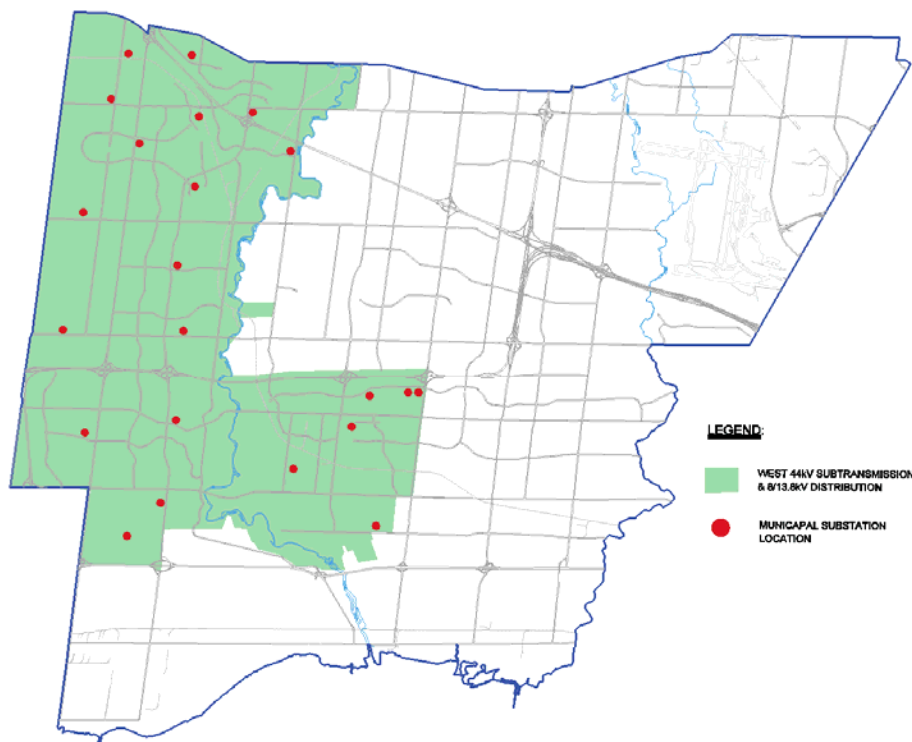 LEGEND:
WEST 44kV SUBTRANSMISSION
& 8/13.8kV DISTRIBUTION
MUNICAPAL SUBSTATION
LOCATION